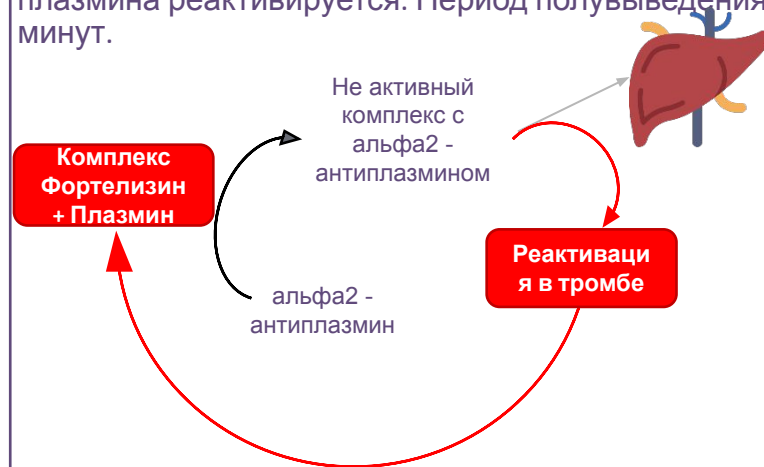 плазмина реактивируется. Период полувыведения
минут.
Не активный
комплекс с
альфа2 -
антиплазмином
Комплекс
Фортелизин
+ Плазмин
Реактиваци
я в тромбе
альфа2 -
антиплазмин